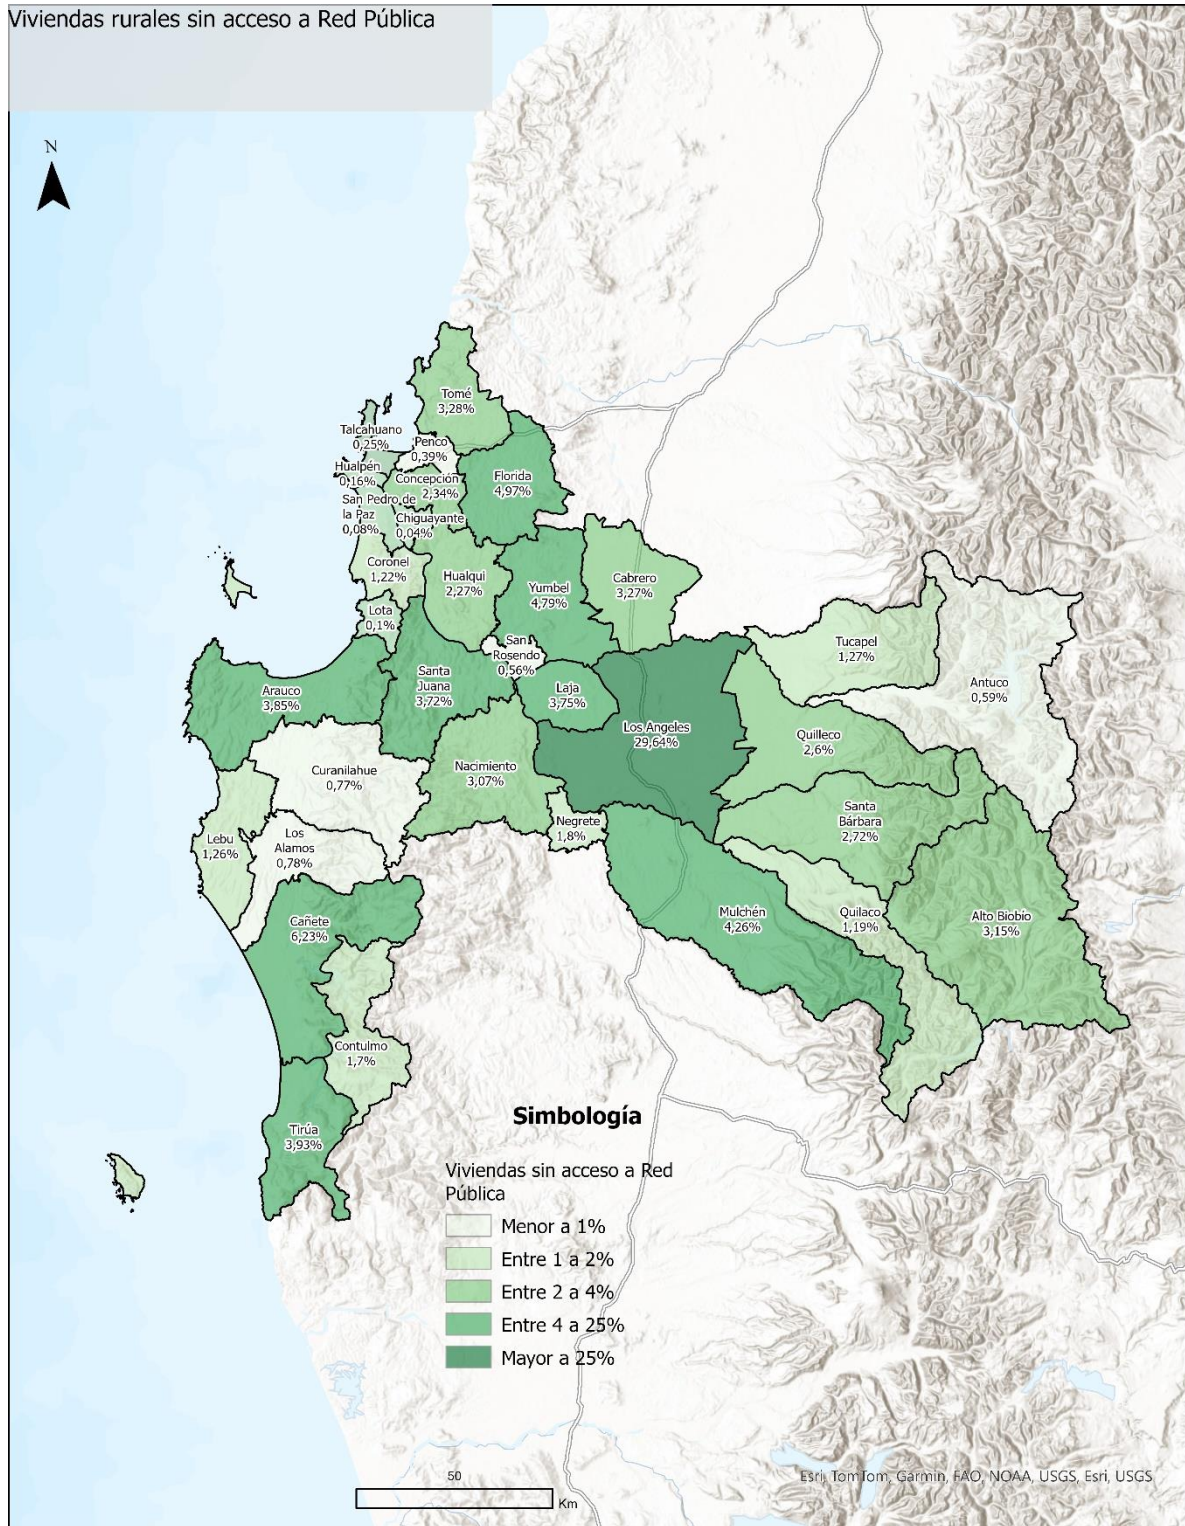 Viviendas rurales sin acceso a Red Pública
N
Tomé
3,28%
Talcahuano
0,25%
Penco
0,39%
Hualpén
0,16%
Concepción
2,34%
Florida
4,97%
San Pedro de
la Paz
0,08%
Chiguayante
0,04%
Coronel
1,22%
Hualqui
2,27%
Yumbel
4,79%
Cabrero
3,27%
Lota
0,1%
San
Rosendo
0,56%
Tucapel
1,27%
Antuco
0,59%
Arauco
3,85%
Santa
Juana
3,72%
Laja
3,75%
Los Angeles
29,64%
Quilleco
2,6%
Curanilahue
0,77%
Nacimiento
3,07%
Negrete
1,8%
Santa
Bárbara
2,72%
Lebu
1,26%
Los
Alamos
0,78%
Cañete
6,23%
Mulchén
4,26%
Quilaco
1,19%
Alto Biobío
3,15%
Contulmo
1,7%
Tirúa
3,93%
Simbología
Viviendas sin acceso a Red
Pública
Menor a 1%
Entre 1 a 2%
Entre 2 a 4%
Entre 4 a 25%
Mayor a 25%
50
Km
Esri, TomTom, Garmin, FAO, NOAA, USGS, Esri, USGS